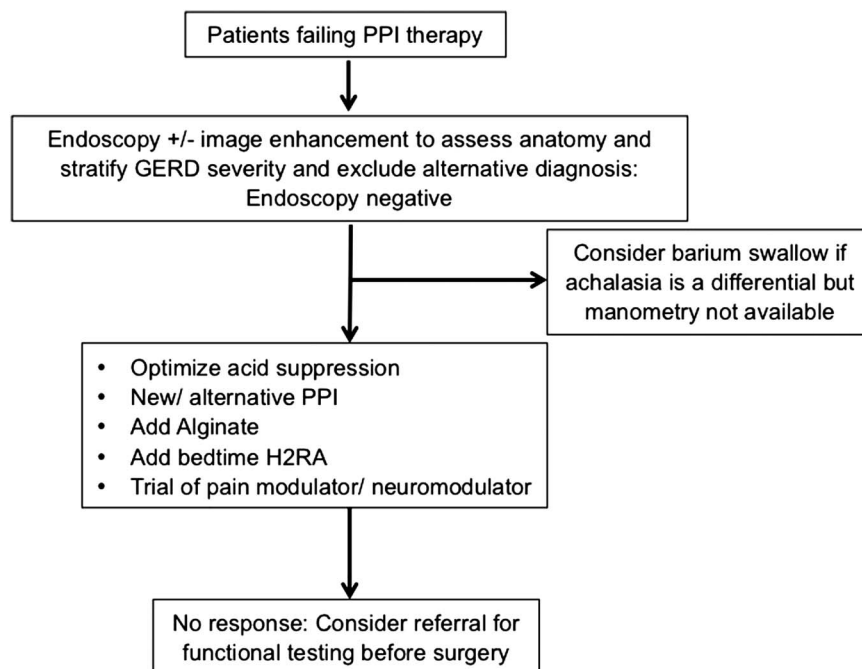 Patients failing PPI therapy
Endoscopy +/- image enhancement to assess anatomy and
stratify GERD severity and exclude alternative diagnosis:
Endoscopy negative
Consider barium swallow if
achalasia is a differential but
manometry not available
• Optimize acid suppression
• New/ alternative PPI
• Add Alginate
• Add bedtime H2RA
• Trial of pain modulator/ neuromodulator
No response: Consider referral for
functional testing before surgery